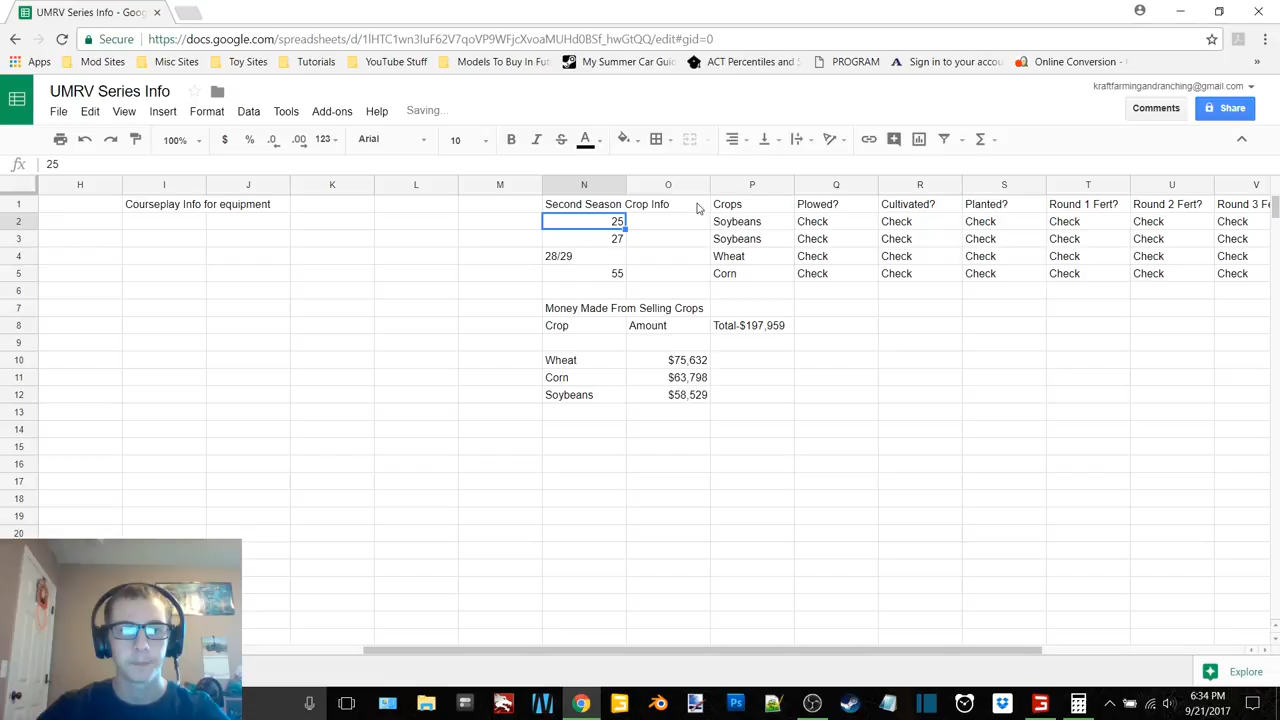 UMRV Series Info - Goog
Secure https://docs.google.com/spreadsheets/d/1lHTC1wn3IuF62V7qoVP9WFjcXvoaMUHd0BSf_hwGtQQ/edit#gid=0
Apps Mod Sites Misc Sites Toy Sites Tutorials YouTube Stuff Models To Buy In Fut My Summer Car Guid ACT Percentiles and S PROGRAM Sign in to your accou Online Conversion - »
UMRV Series Info kraftfarmingandranching@gmail.com
File Edit View Insert Format Data Tools Add-ons Help Saving... Comments Share
100% $ % .0 .00 123 Arial 10 B I S A Σ
fx 25
H I J K L M N O P Q R S T U V
1 Courseplay Info for equipment Second Season Crop Info Crops Plowed? Cultivated? Planted? Round 1 Fert? Round 2 Fert? Round 3 Fe
2 25 Soybeans Check Check Check Check Check Check
3 27 Soybeans Check Check Check Check Check Check
4 28/29 Wheat Check Check Check Check Check Check
5 55 Corn Check Check Check Check Check Check
6
7 Money Made From Selling Crops
8 Crop Amount Total-$197,959
9
10 Wheat $75,632
11 Corn $63,798
12 Soybeans $58,529
13
14
15
16
17
18
19
20
Explore
6:34 PM
9/21/2017